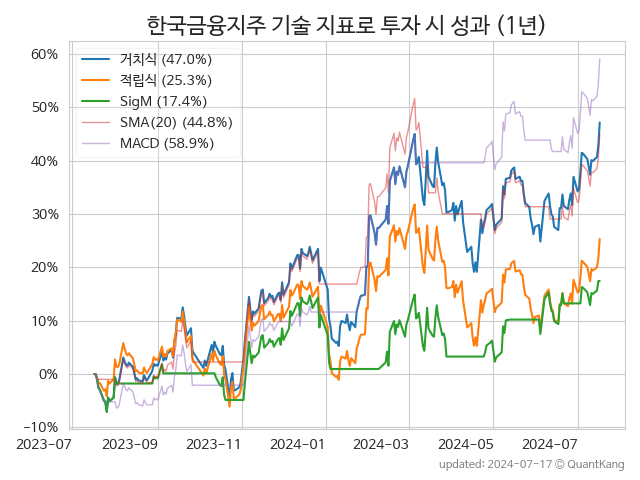 한국금융지주 기술 지표로 투자 시 성과 (1년)
60%
50%
40%
30%
20%
10%
0%
−10%
거치식 (47.0%)
적립식 (25.3%)
SigM (17.4%)
SMA(20) (44.8%)
MACD (58.9%)
2023-07
2023-09
2023-11
2024-01
2024-03
2024-05
2024-07
updated: 2024-07-17 © QuantKang